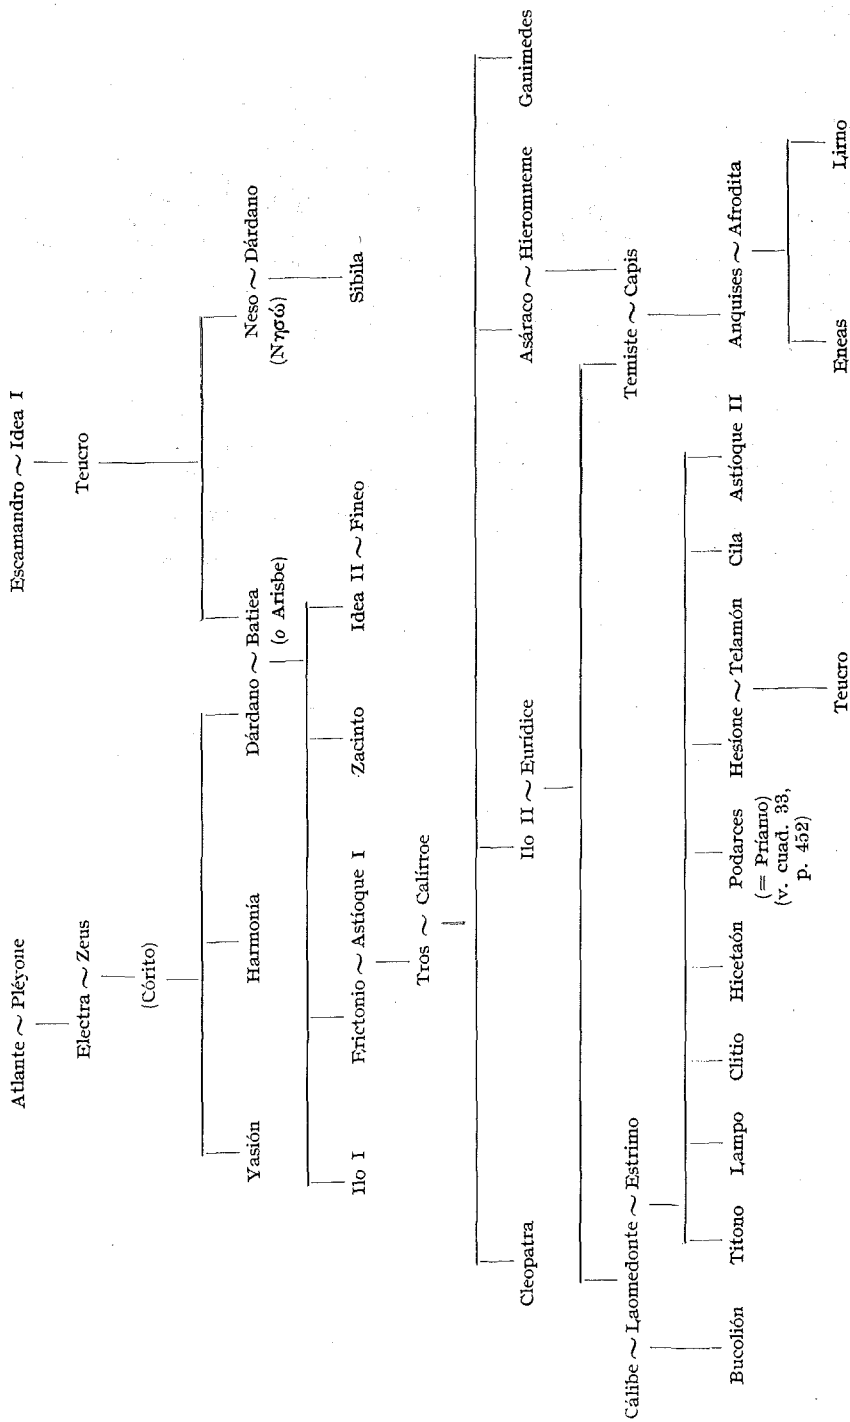 Atlante ~ Pléyone
Escamandro ~ Idea I
Electra ~ Zeus
Teucro
(Córito)
Yasión
Harmonía
Dárdano ~ Batiea
(o Arisbe)
Neso ~ Dárdano
(Νησώ)
Ilo I
Erictonio ~ Astíoque I
Zacinto
Idea II ~ Fineo
Sibila
Tros ~ Calírroe
Cleopatra
Ilo II ~ Eurídice
Asáraco ~ Hieromneme
Ganimedes
Cálibe ~ Laomedonte ~ Estrimo
Temiste ~ Capis
Bucolión
Titono
Lampo
Clitio
Hicetaón
Podarces
(= Príamo)
(v. cuad. 33,
p. 452)
Hesíone ~ Telamón
Cila
Astíoque II
Anquises ~ Afrodita
Teucro
Eneas
Lirno